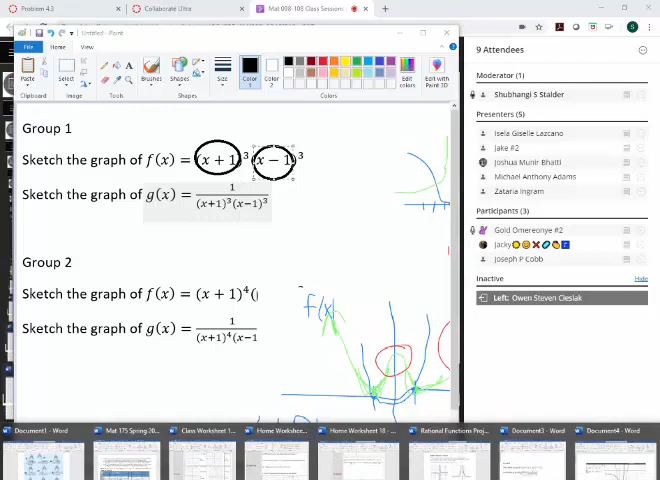 Problem 4.3
Collaborate Ultra
Mat 09B-10B Class Sessions
Untitled - Paint
File Home View
Paste
Select
Brushes
Shapes
Size
Color 1
Color 2
Edit colors
Edit with Paint 3D
Clipboard Image Tools Colors
Group 1
Sketch the graph of f(x) = (x + 1)³ (x − 1)³
Sketch the graph of g(x) = 1/((x+1)³(x−1)³)
Group 2
Sketch the graph of f(x) = (x + 1)⁴(
Sketch the graph of g(x) = 1/((x+1)⁴(x−1
f(x)
9 Attendees
Moderator (1)
Shubhangi S Stalder
Presenters (5)
Isela Giselle Lazcano
Jake #2
Joshua Munir Bhatti
Michael Anthony Adams
Zataria Ingram
Participants (3)
Gold Omereonye #2
Jacky
Joseph P Cobb
Inactive
Hide
Left: Owen Steven Ciesiak
Document1 - Word
Mat 175 Spring 20...
Class Worksheet 1...
Home Worksheet...
Home Worksheet 18 - ...
Rational Functions Proj...
Document3 - Word
Document4 - Word